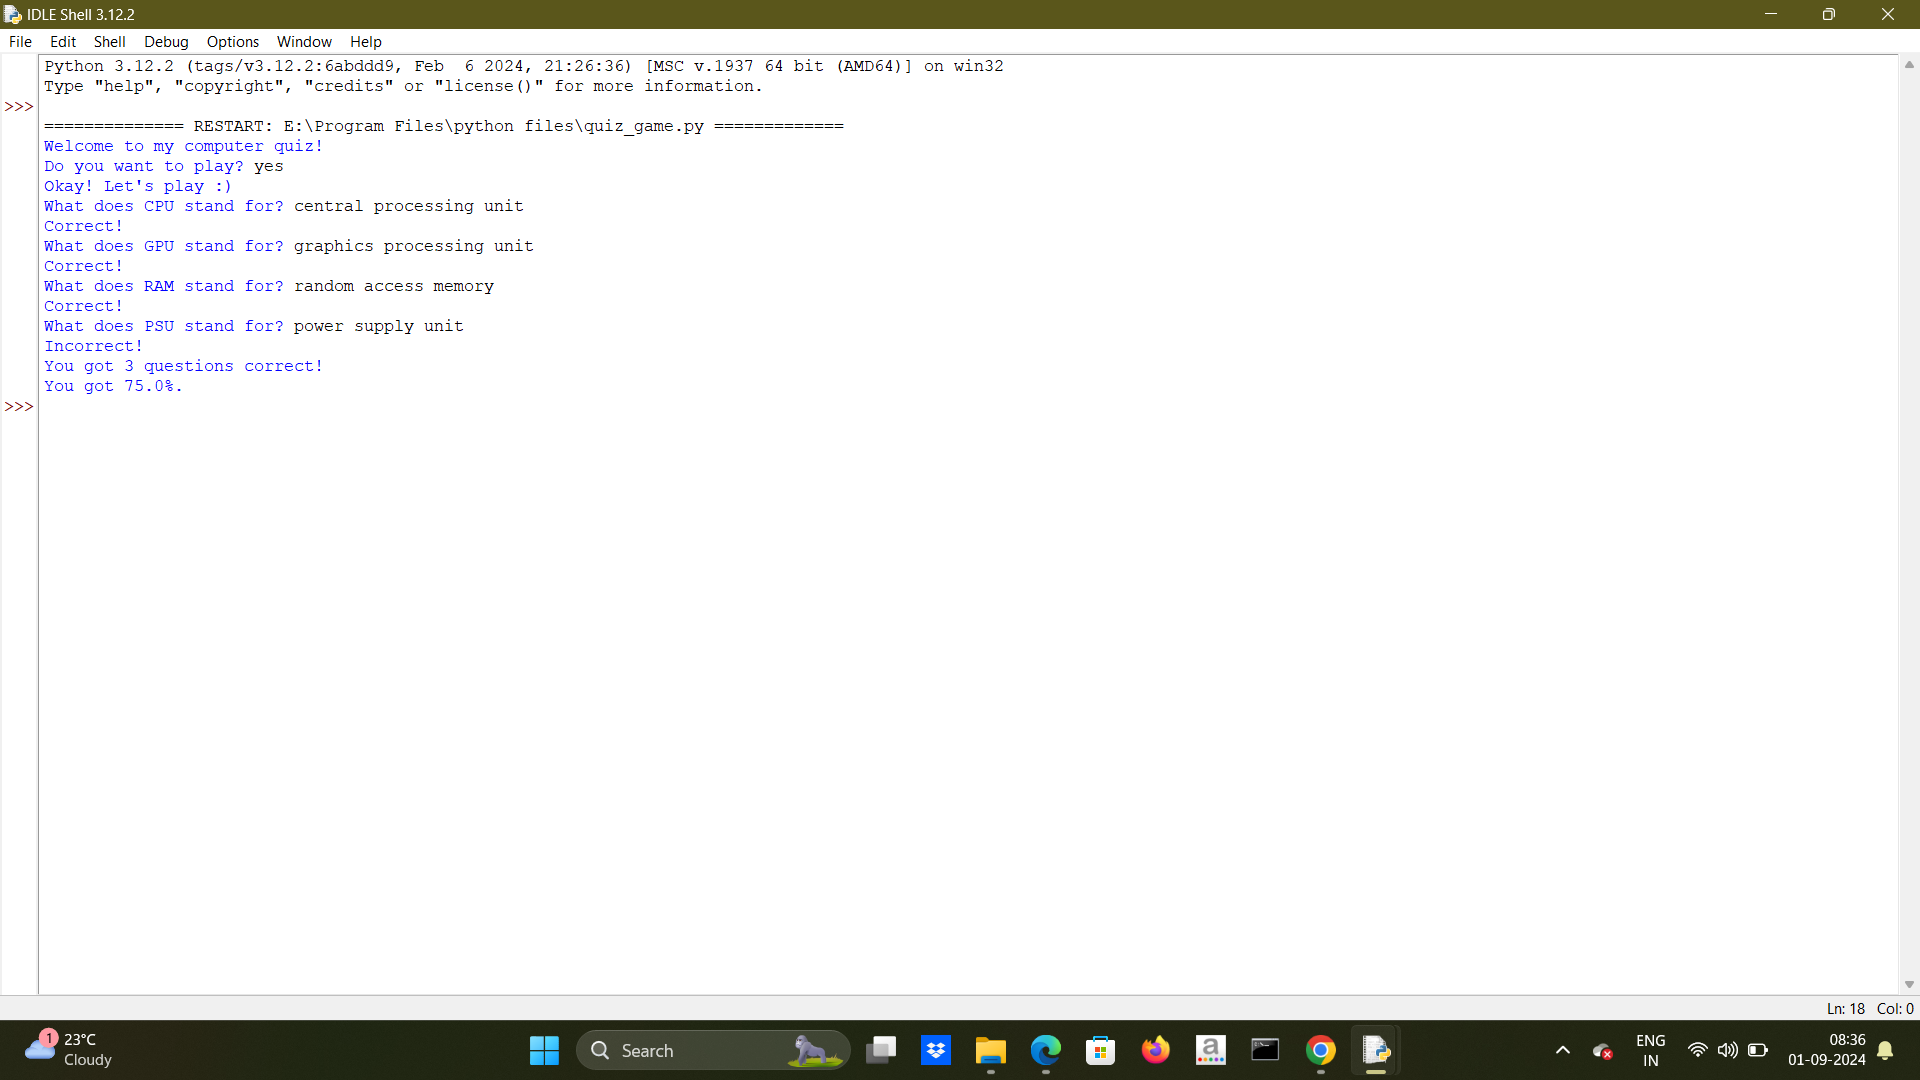 IDLE Shell 3.12.2
File Edit Shell Debug Options Window Help
Python 3.12.2 (tags/v3.12.2:6abddd9, Feb  6 2024, 21:26:36) [MSC v.1937 64 bit (AMD64)] on win32
Type "help", "copyright", "credits" or "license()" for more information.
>>>
============== RESTART: E:\Program Files\python files\quiz_game.py =============
Welcome to my computer quiz!
Do you want to play? yes
Okay! Let's play :)
What does CPU stand for? central processing unit
Correct!
What does GPU stand for? graphics processing unit
Correct!
What does RAM stand for? random access memory
Correct!
What does PSU stand for? power supply unit
Incorrect!
You got 3 questions correct!
You got 75.0%.
>>>
Ln: 18 Col: 0
1 23°C
Cloudy
Search
a
ENG
IN
08:36
01-09-2024